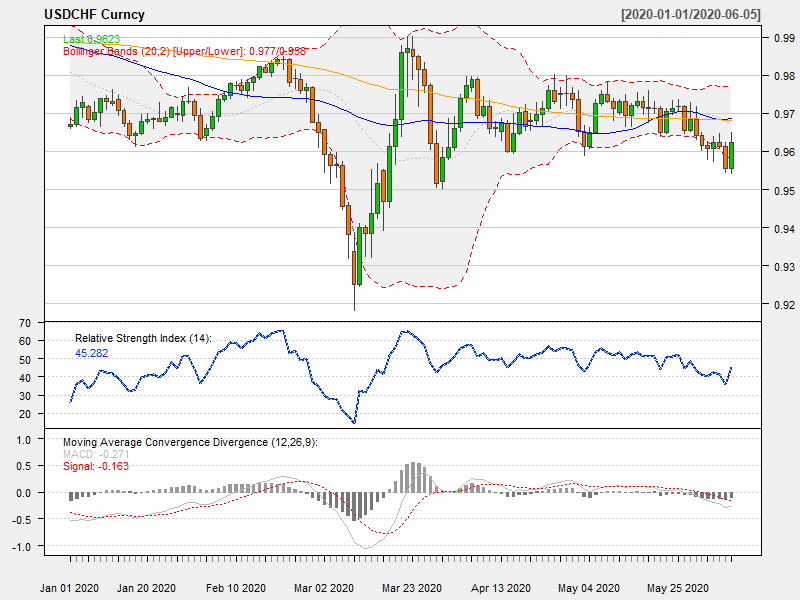 USDCHF Curncy [2020-01-01/2020-06-05]
Last 0.9623
Bollinger Bands (20,2) [Upper/Lower]: 0.977/0.958
0.99
0.98
0.97
0.96
0.95
0.94
0.93
0.92
70
60
50
40
30
20
Relative Strength Index (14):
45.282
1.0
0.5
0.0
-0.5
-1.0
Moving Average Convergence Divergence (12,26,9):
MACD: -0.271
Signal: -0.163
Jan 01 2020 Jan 20 2020 Feb 10 2020 Mar 02 2020 Mar 23 2020 Apr 13 2020 May 04 2020 May 25 2020